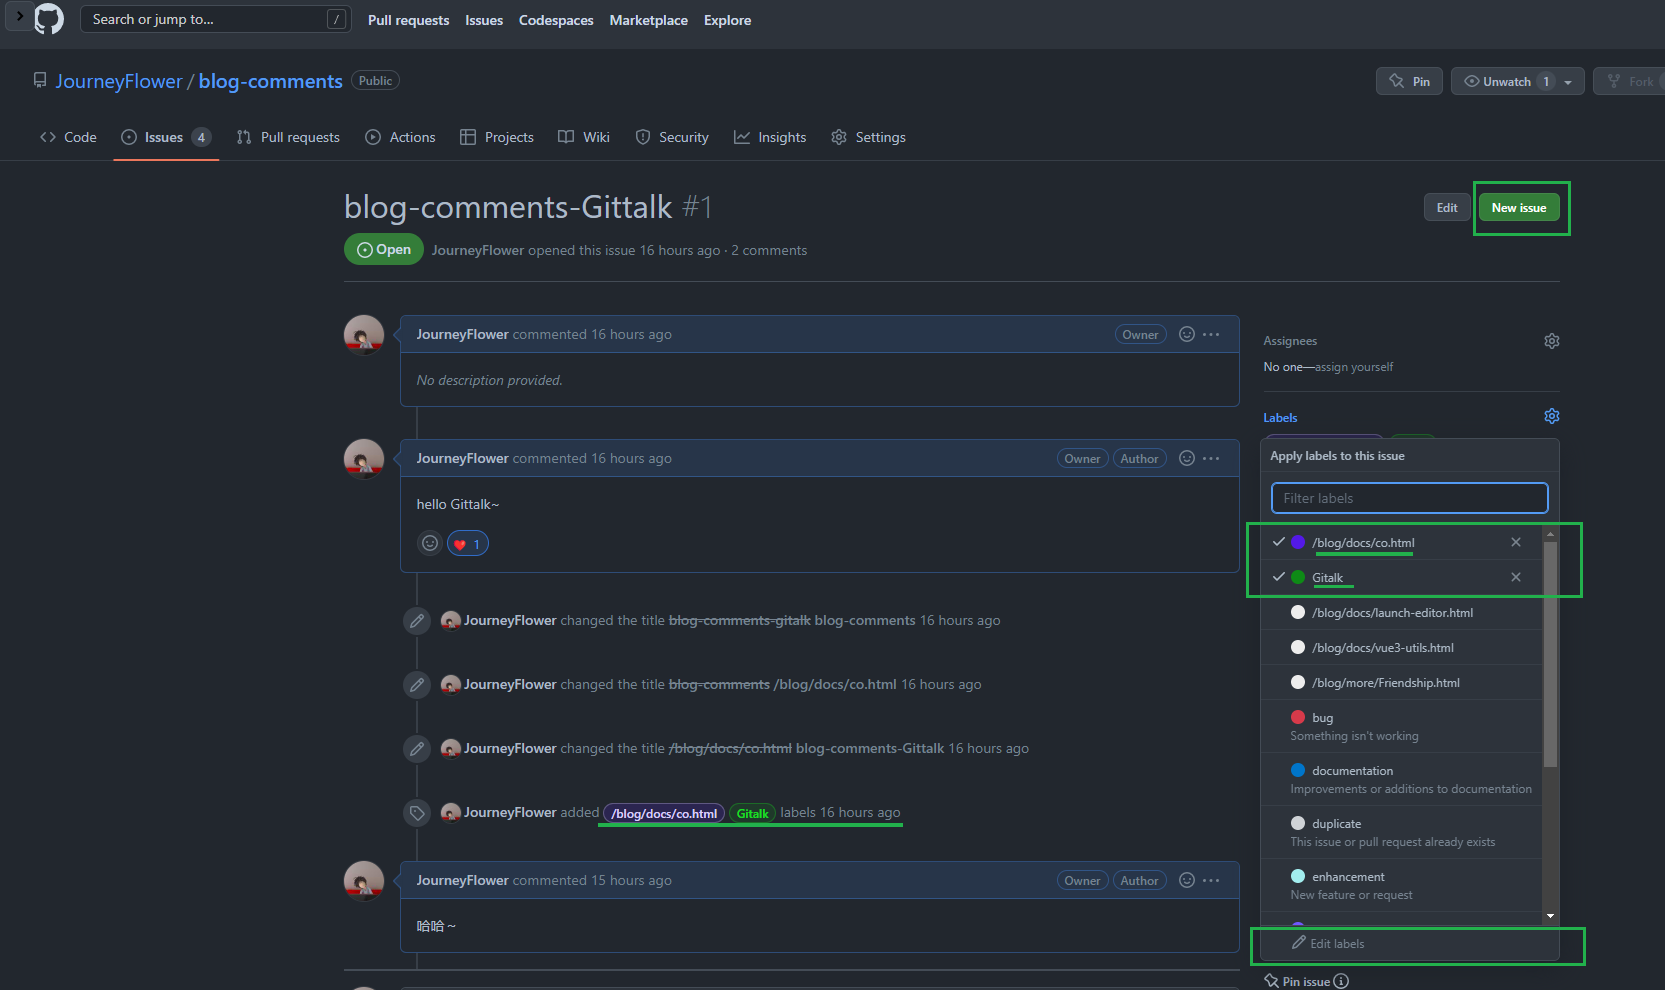 Search or jump to... /
Pull requests Issues Codespaces Marketplace Explore
JourneyFlower / blog-comments Public
Pin Unwatch 1 Fork
Code Issues 4 Pull requests Actions Projects Wiki Security Insights Settings
blog-comments-Gittalk #1
Edit New issue
Open JourneyFlower opened this issue 16 hours ago · 2 comments
JourneyFlower commented 16 hours ago Owner
No description provided.
JourneyFlower commented 16 hours ago Owner Author
hello Gittalk~
1
JourneyFlower changed the title blog-comments-gitalk blog-comments 16 hours ago
JourneyFlower changed the title blog-comments /blog/docs/co.html 16 hours ago
JourneyFlower changed the title /blog/docs/co.html blog-comments-Gittalk 16 hours ago
JourneyFlower added /blog/docs/co.html Gitalk labels 16 hours ago
JourneyFlower commented 15 hours ago Owner Author
哈哈～
Assignees
No one—assign yourself
Labels
Apply labels to this issue
Filter labels
/blog/docs/co.html
Gitalk
/blog/docs/launch-editor.html
/blog/docs/vue3-utils.html
/blog/more/Friendship.html
bug
Something isn't working
documentation
Improvements or additions to documentation
duplicate
This issue or pull request already exists
enhancement
New feature or request
Edit labels
Pin issue